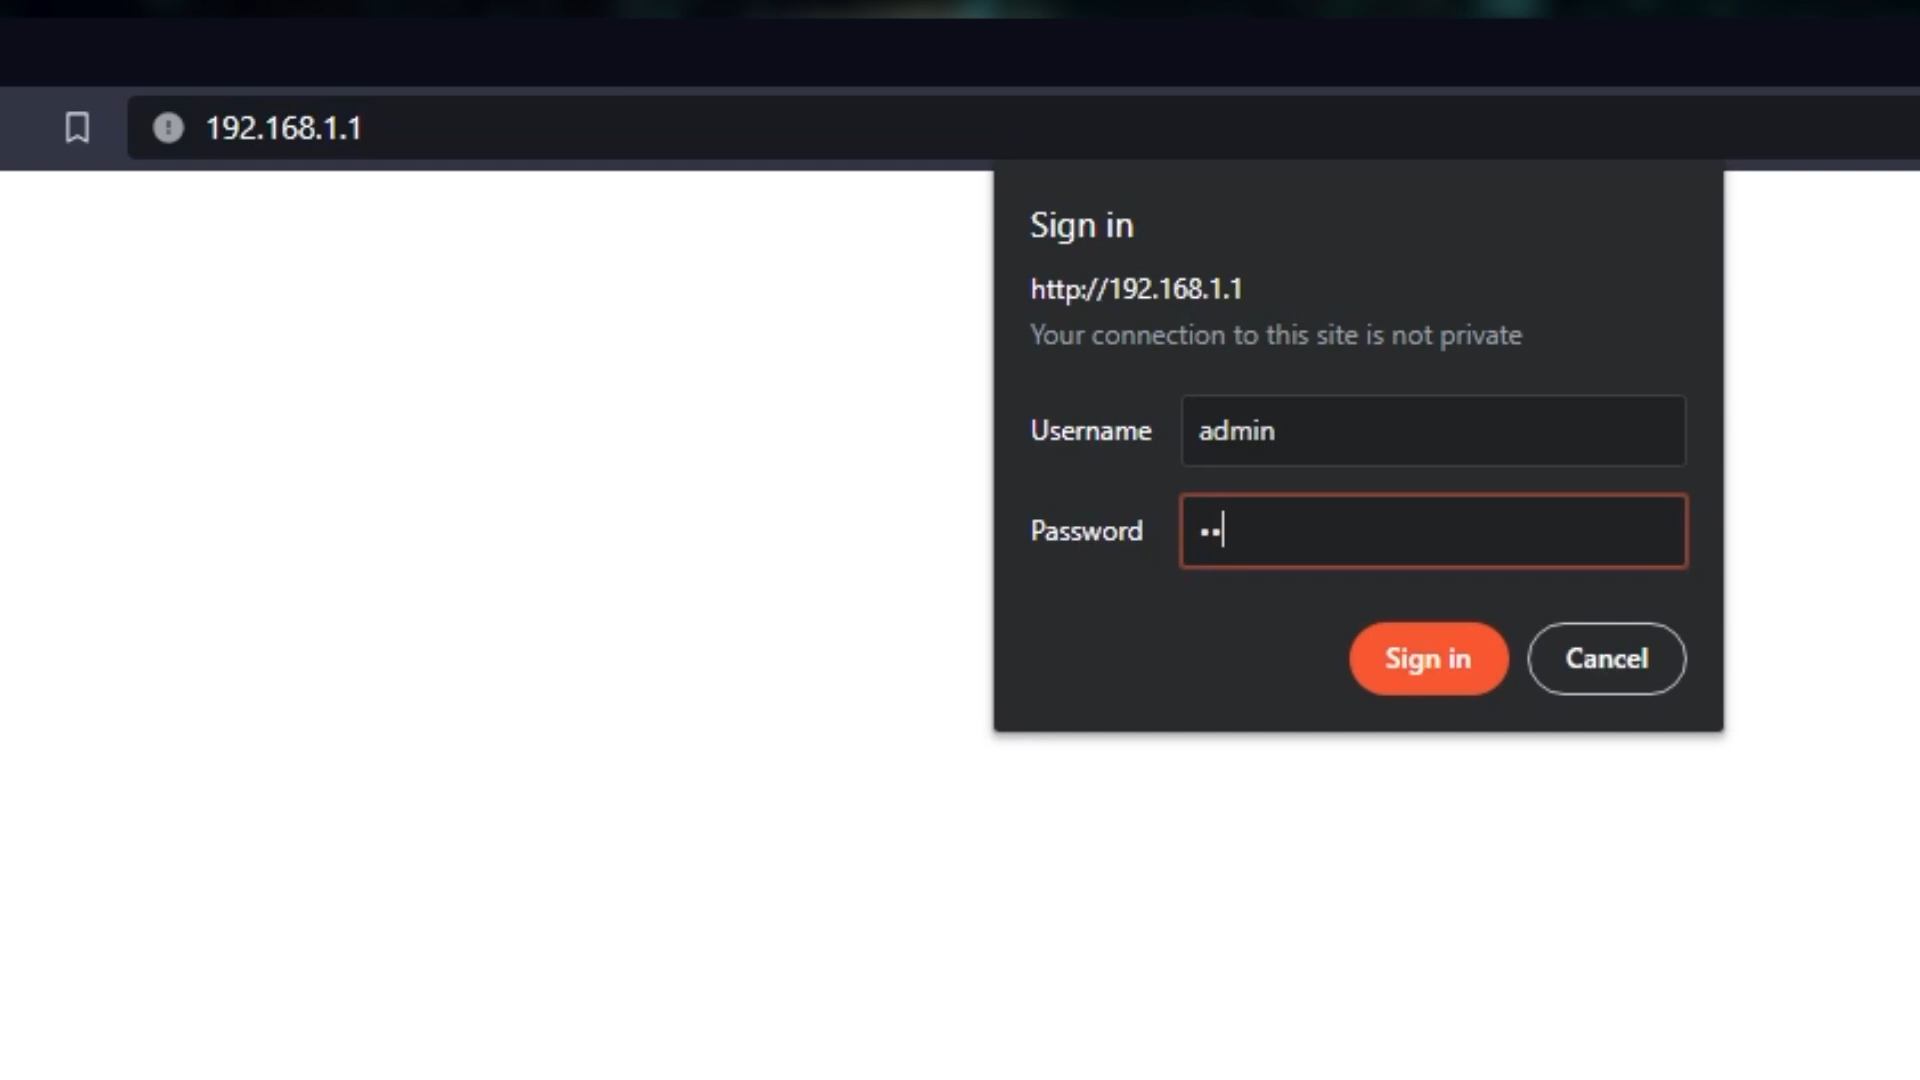 192.168.1.1
Sign in
http://192.168.1.1
Your connection to this site is not private
Username admin
Password ••
Sign in Cancel